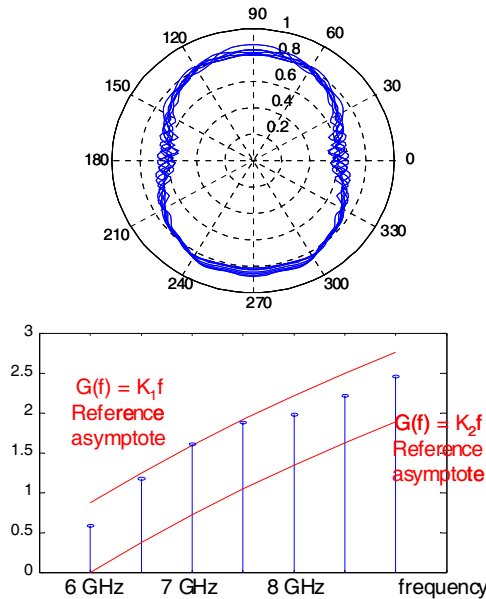 90
1
120
60
0.8
0.6
150
30
0.4
0.2
180
0
210
330
240
300
270
3
2.5
2
1.5
1
0.5
0
G(f) = K₁f
Reference
asymptote
G(f) = K₂f
Reference
asymptote
6 GHz
7 GHz
8 GHz
frequency